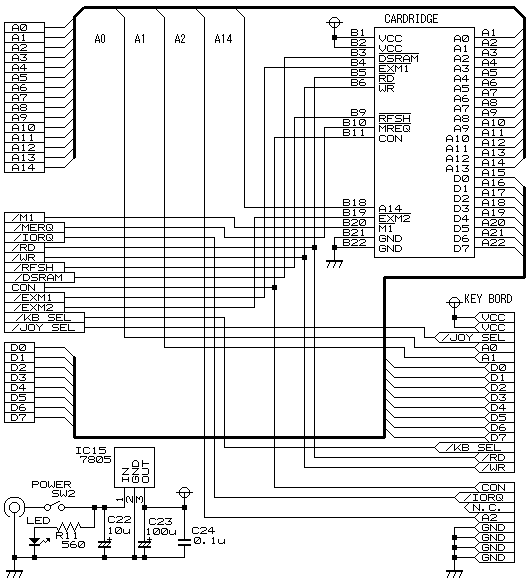 CARDRIDGE
A0
A1
A2
A3
A4
A5
A6
A7
A8
A9
A10
A11
A12
A13
A14
A0 A1 A2 A14
B1
B2
B3
B4
B5
B6
B9
B10
B11
B18
B19
B20
B21
B22
VCC
VCC
DSRAM
EXM1
RD
WR
RFSH
MREQ
CON
A14
EXM2
M1
GND
GND
A0
A1
A2
A3
A4
A5
A6
A7
A8
A9
A10
A11
A12
A13
D0
D1
D2
D3
D4
D5
D6
D7
A1
A2
A3
A4
A5
A6
A7
A8
A9
A10
A11
A12
A13
A14
A15
A16
A17
A18
A19
A20
A21
A22
/M1
/MERQ
/IORQ
/RD
/WR
/RFSH
/DSRAM
CON
/EXM1
/EXM2
/KB SEL
/JOY SEL
D0
D1
D2
D3
D4
D5
D6
D7
KEY BORD
VCC
VCC
/JOY SEL
A0
A1
D0
D1
D2
D3
D4
D5
D6
D7
/KB SEL
/RD
/WR
CON
/IORQ
N.C.
A2
GND
GND
GND
GND
IC15
7805
IN
GND
OUT
1
2
3
POWER
SW2
LED
R11
560
C22
10u
C23
100u
C24
0.1u